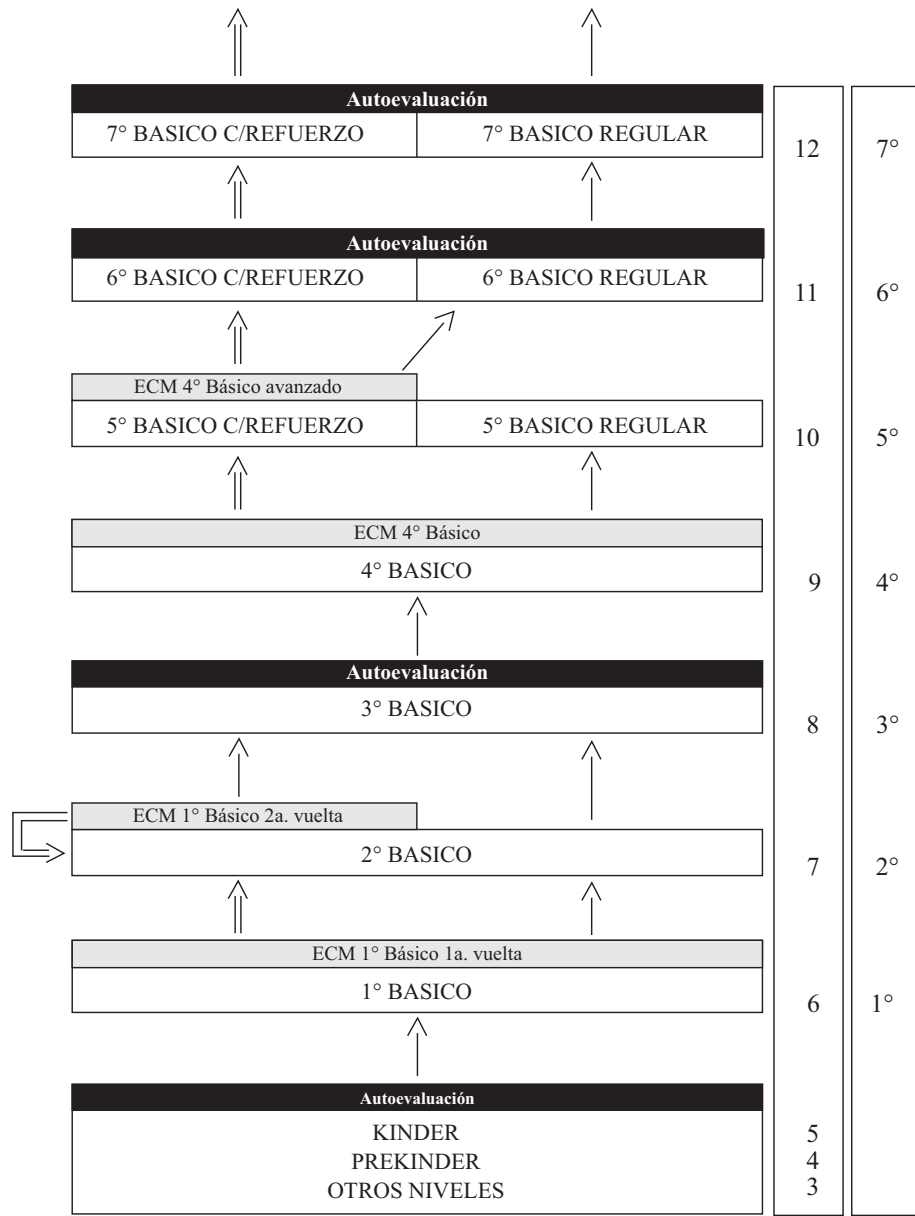 Autoevaluación
7° BASICO C/REFUERZO 7° BASICO REGULAR 12 7°
Autoevaluación
6° BASICO C/REFUERZO 6° BASICO REGULAR 11 6°
ECM 4° Básico avanzado
5° BASICO C/REFUERZO 5° BASICO REGULAR 10 5°
ECM 4° Básico
4° BASICO 9 4°
Autoevaluación
3° BASICO 8 3°
ECM 1° Básico 2a. vuelta
2° BASICO 7 2°
ECM 1° Básico 1a. vuelta
1° BASICO 6 1°
Autoevaluación
KINDER 5
PREKINDER 4
OTROS NIVELES 3